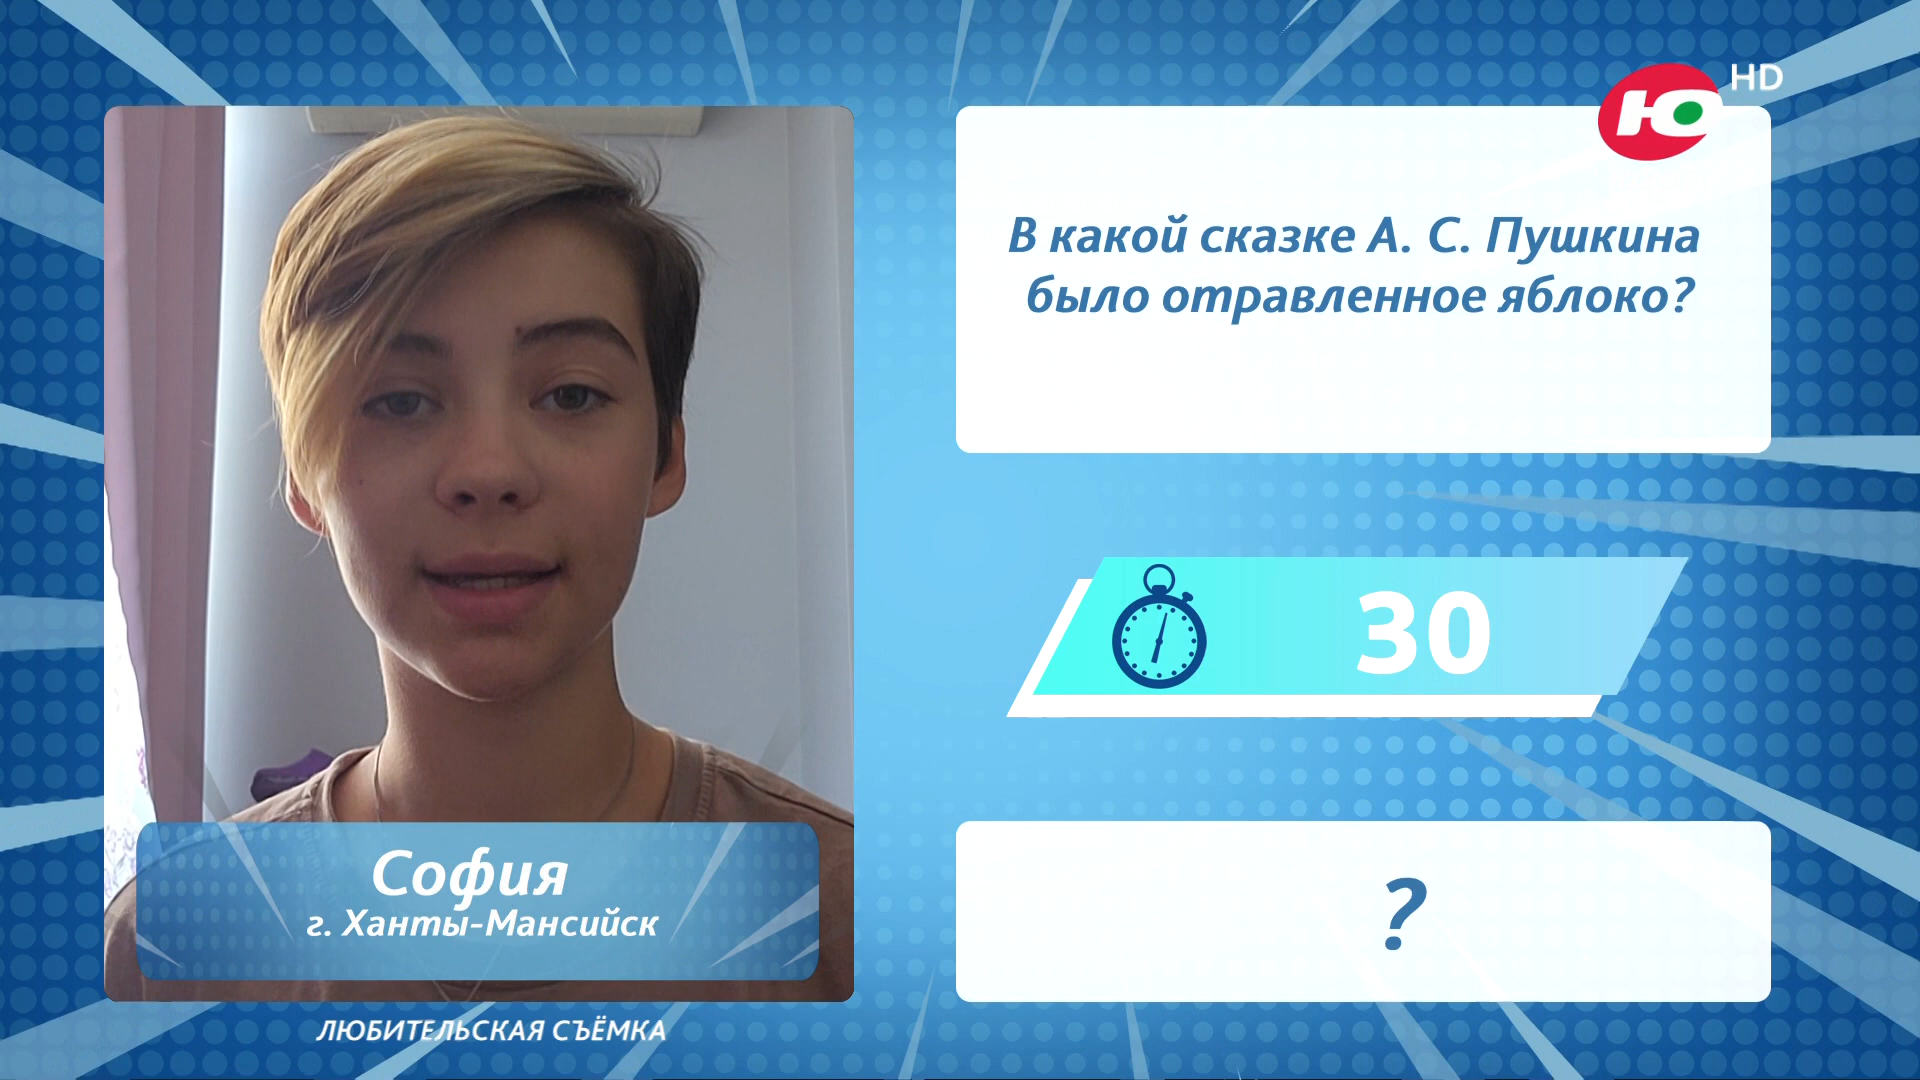 Ю HD
В какой сказке А. С. Пушкина
было отравленное яблоко?
30
София
г. Ханты-Мансийск
?
ЛЮБИТЕЛЬСКАЯ СЪЁМКА